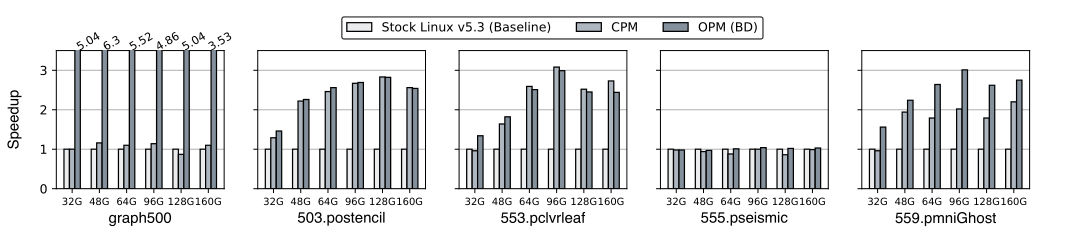 Stock Linux v5.3 (Baseline) CPM OPM (BD)
5.04 6.3 5.52 4.86 5.04 3.53
Speedup
3
2
1
0
32G 48G 64G 96G 128G 160G 32G 48G 64G 96G 128G 160G 32G 48G 64G 96G 128G 160G 32G 48G 64G 96G 128G 160G 32G 48G 64G 96G 128G 160G
graph500 503.postencil 553.pclvrleaf 555.pseismic 559.pmniGhost